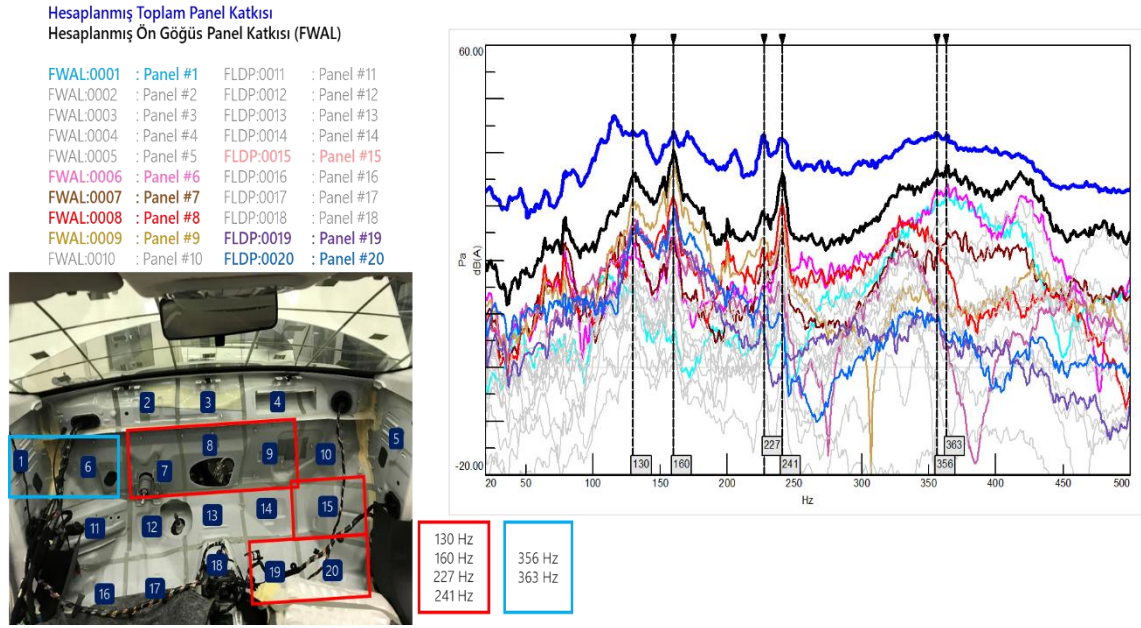 Hesaplanmış Toplam Panel Katkısı
Hesaplanmış Ön Göğüs Panel Katkısı (FWAL)
FWAL:0001 : Panel #1 FLDP:0011 : Panel #11
FWAL:0002 : Panel #2 FLDP:0012 : Panel #12
FWAL:0003 : Panel #3 FLDP:0013 : Panel #13
FWAL:0004 : Panel #4 FLDP:0014 : Panel #14
FWAL:0005 : Panel #5 FLDP:0015 : Panel #15
FWAL:0006 : Panel #6 FLDP:0016 : Panel #16
FWAL:0007 : Panel #7 FLDP:0017 : Panel #17
FWAL:0008 : Panel #8 FLDP:0018 : Panel #18
FWAL:0009 : Panel #9 FLDP:0019 : Panel #19
FWAL:0010 : Panel #10 FLDP:0020 : Panel #20
2 3 4
1 6 7 8 9 10 5
11 12 13 14 15
16 17 18 19 20
60.00
Pa
dB(A)
-20.00
227 363
130 160 241 356
20 50 100 150 200 250 300 350 400 450 500
Hz
130 Hz
160 Hz
227 Hz
241 Hz
356 Hz
363 Hz